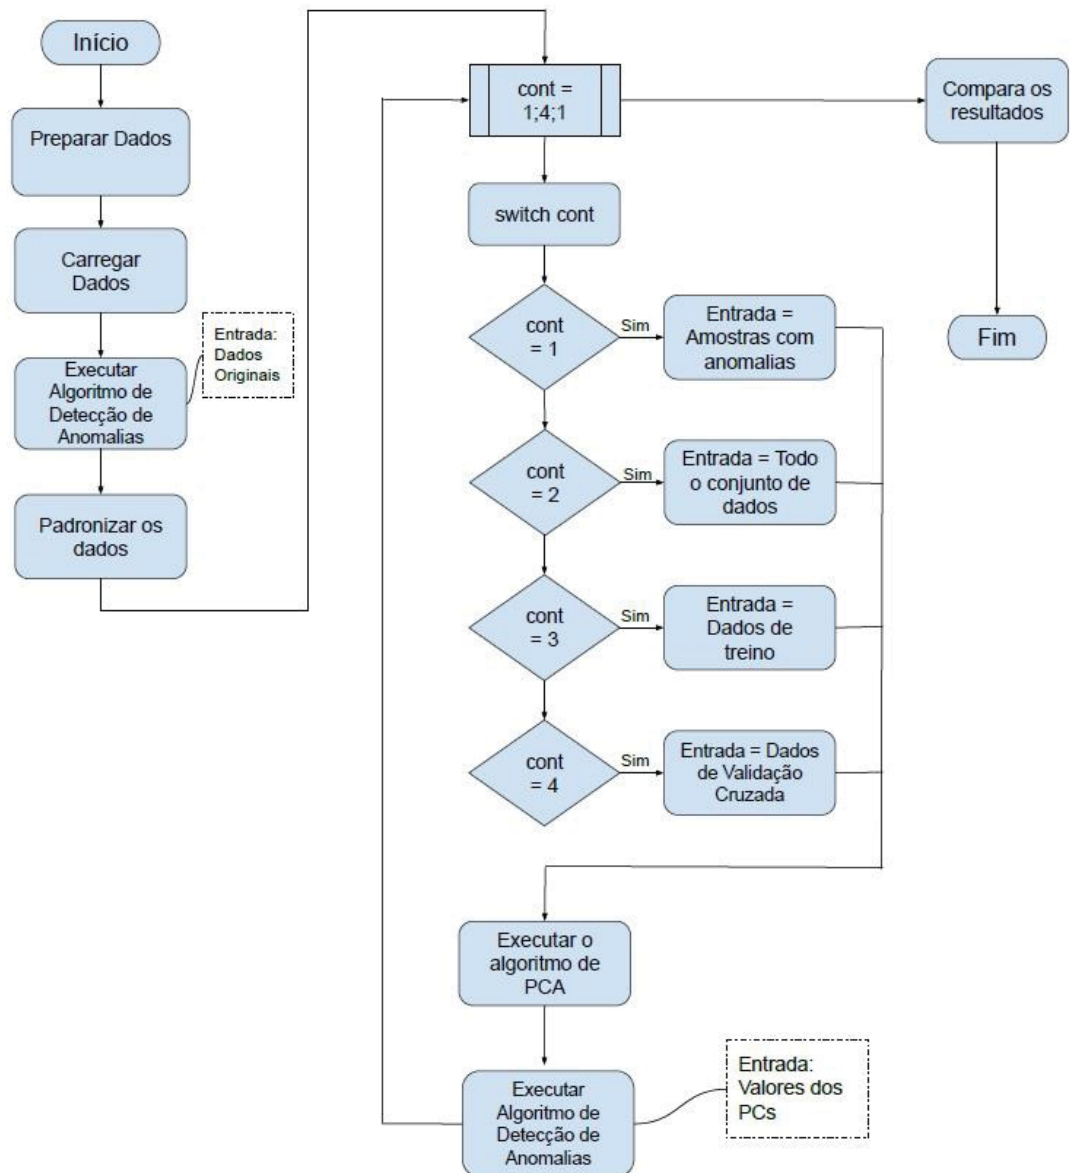 Início
Preparar Dados
Carregar
Dados
Entrada:
Dados
Originais
Executar
Algoritmo de
Detecção de
Anomalias
Padronizar os
dados
cont =
1;4;1
Compara os
resultados
Fim
switch cont
cont
= 1
Sim
Entrada =
Amostras com
anomalias
cont
= 2
Sim
Entrada = Todo
o conjunto de
dados
cont
= 3
Sim
Entrada =
Dados de
treino
cont
= 4
Sim
Entrada = Dados
de Validação
Cruzada
Executar o
algoritmo de
PCA
Executar
Algoritmo de
Detecção de
Anomalias
Entrada:
Valores dos
PCs